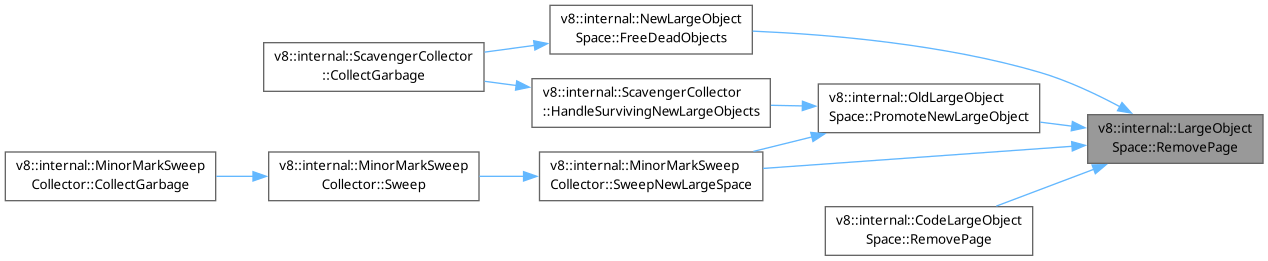 v8::internal::NewLargeObject
Space::FreeDeadObjects
v8::internal::ScavengerCollector
::CollectGarbage
v8::internal::ScavengerCollector
::HandleSurvivingNewLargeObjects
v8::internal::OldLargeObject
Space::PromoteNewLargeObject
v8::internal::LargeObject
Space::RemovePage
v8::internal::MinorMarkSweep
Collector::CollectGarbage
v8::internal::MinorMarkSweep
Collector::Sweep
v8::internal::MinorMarkSweep
Collector::SweepNewLargeSpace
v8::internal::CodeLargeObject
Space::RemovePage